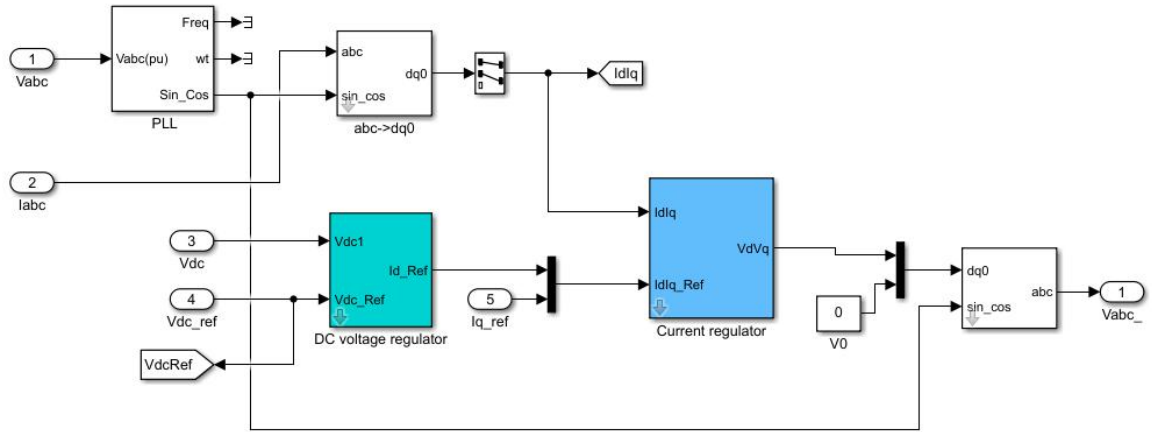 Freq
1
Vabc
Vabc(pu)
wt
Sin_Cos
PLL
abc
sin_cos
dq0
abc->dq0
IdIq
2
Iabc
3
Vdc
4
Vdc_ref
VdcRef
Vdc1
Id_Ref
Vdc_Ref
DC voltage regulator
5
Iq_ref
IdIq
VdVq
IdIq_Ref
Current regulator
0
V0
dq0
abc
sin_cos
1
Vabc_